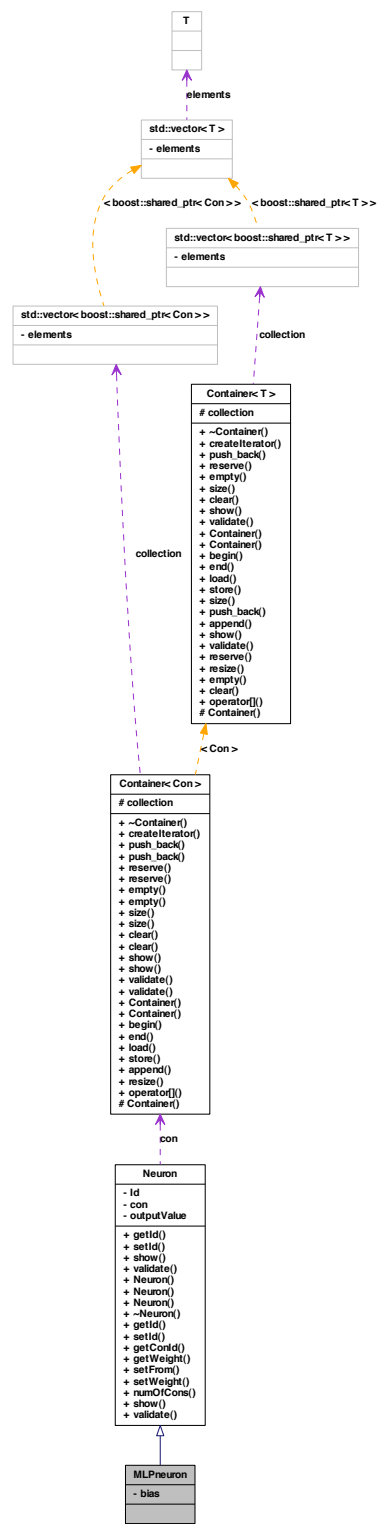 T
elements
std::vector< T >
- elements
< boost::shared_ptr< Con > >
< boost::shared_ptr< T > >
std::vector< boost::shared_ptr< T > >
- elements
std::vector< boost::shared_ptr< Con > >
- elements
collection
Container< T >
# collection
+ ~Container()
+ createIterator()
+ push_back()
+ reserve()
+ empty()
+ size()
+ clear()
+ show()
+ validate()
+ Container()
+ Container()
+ begin()
+ end()
+ load()
+ store()
+ size()
+ push_back()
+ append()
+ show()
+ validate()
+ reserve()
+ resize()
+ empty()
+ clear()
+ operator[]()
# Container()
collection
< Con >
Container< Con >
# collection
+ ~Container()
+ createIterator()
+ push_back()
+ push_back()
+ reserve()
+ reserve()
+ empty()
+ empty()
+ size()
+ size()
+ clear()
+ clear()
+ show()
+ show()
+ validate()
+ validate()
+ Container()
+ Container()
+ begin()
+ end()
+ load()
+ store()
+ append()
+ resize()
+ operator[]()
# Container()
con
Neuron
- Id
- con
- outputValue
+ getId()
+ setId()
+ show()
+ validate()
+ Neuron()
+ Neuron()
+ Neuron()
+ ~Neuron()
+ getId()
+ setId()
+ getConId()
+ getWeight()
+ setFrom()
+ setWeight()
+ numOfCons()
+ show()
+ validate()
MLPneuron
- bias